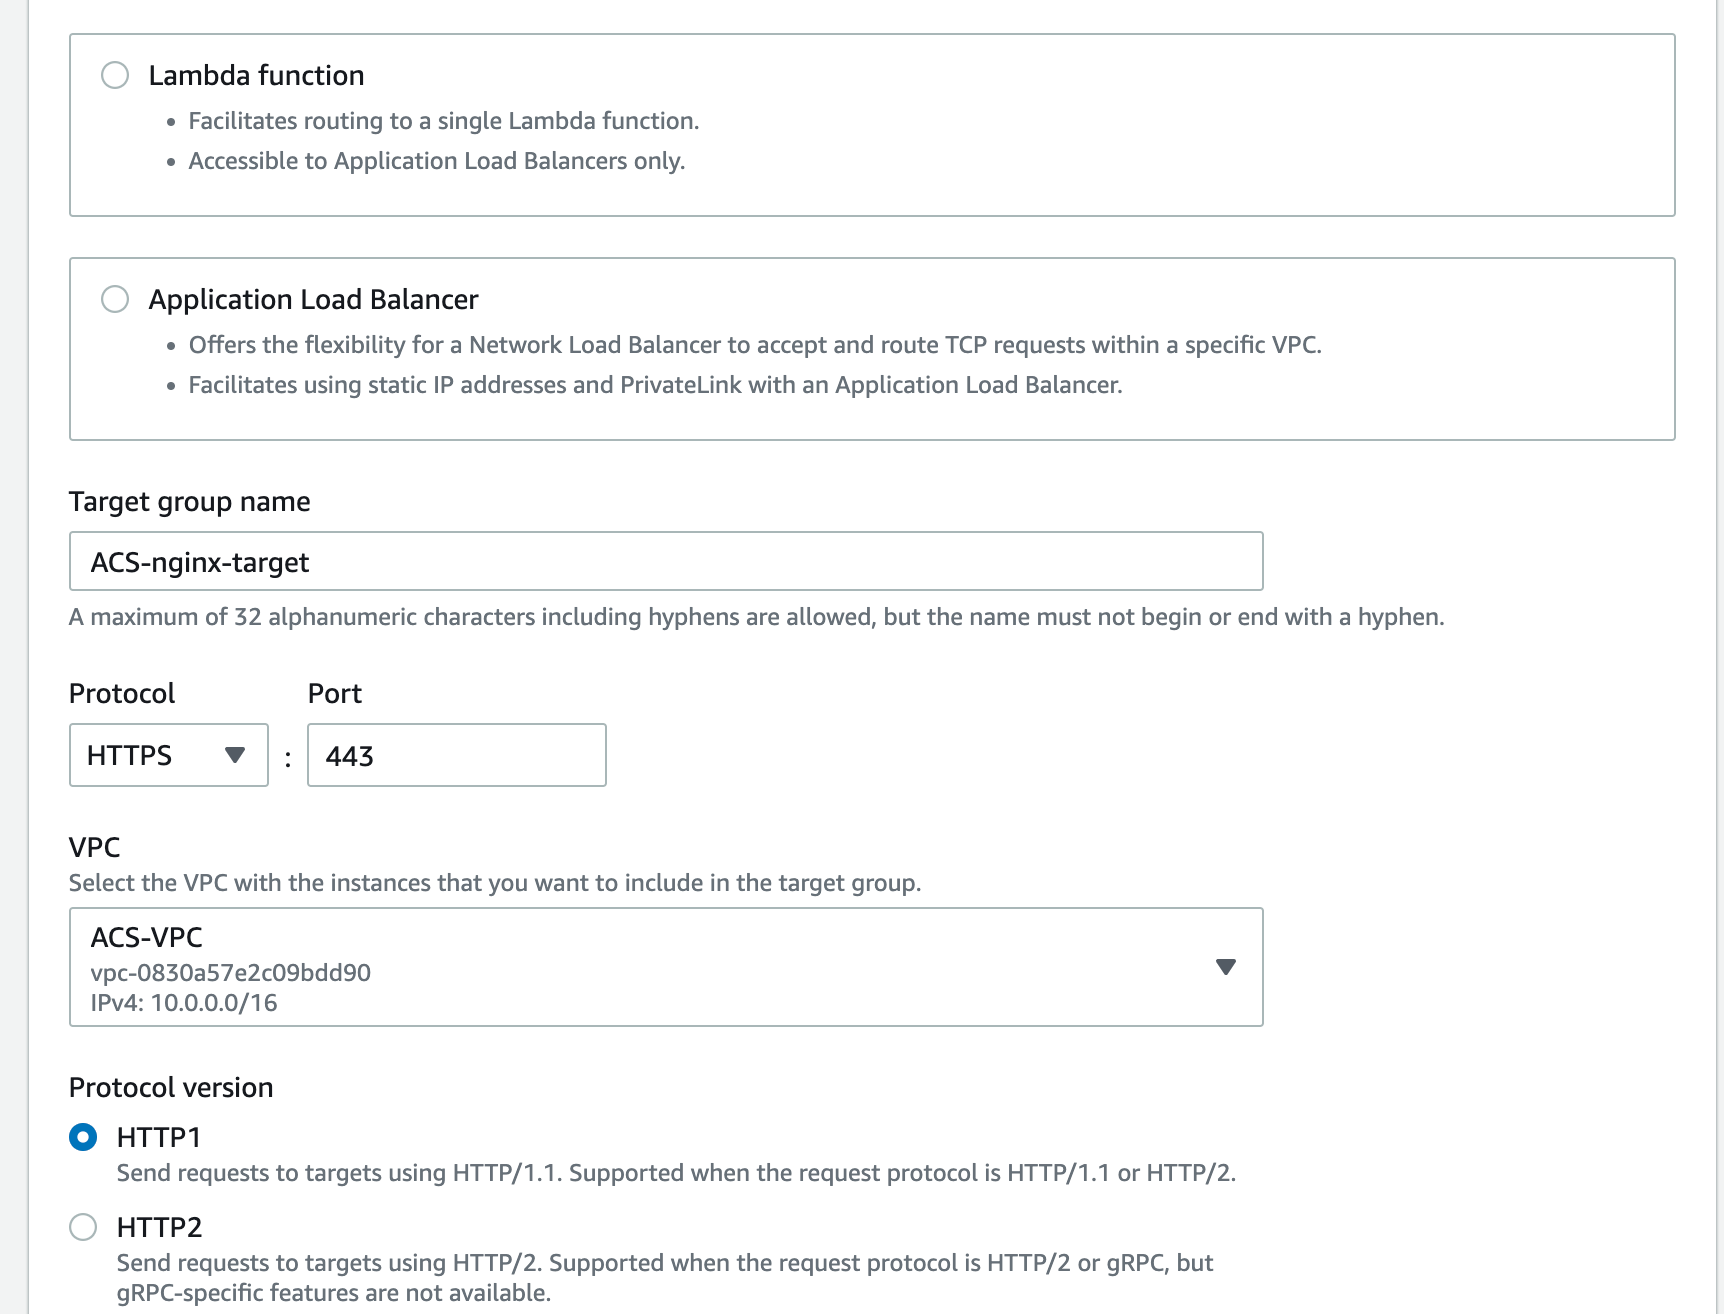 Lambda function
• Facilitates routing to a single Lambda function.
• Accessible to Application Load Balancers only.
Application Load Balancer
• Offers the flexibility for a Network Load Balancer to accept and route TCP requests within a specific VPC.
• Facilitates using static IP addresses and PrivateLink with an Application Load Balancer.
Target group name
ACS-nginx-target
A maximum of 32 alphanumeric characters including hyphens are allowed, but the name must not begin or end with a hyphen.
Protocol Port
HTTPS : 443
VPC
Select the VPC with the instances that you want to include in the target group.
ACS-VPC
vpc-0830a57e2c09bdd90
IPv4: 10.0.0.0/16
Protocol version
HTTP1
Send requests to targets using HTTP/1.1. Supported when the request protocol is HTTP/1.1 or HTTP/2.
HTTP2
Send requests to targets using HTTP/2. Supported when the request protocol is HTTP/2 or gRPC, but
gRPC-specific features are not available.